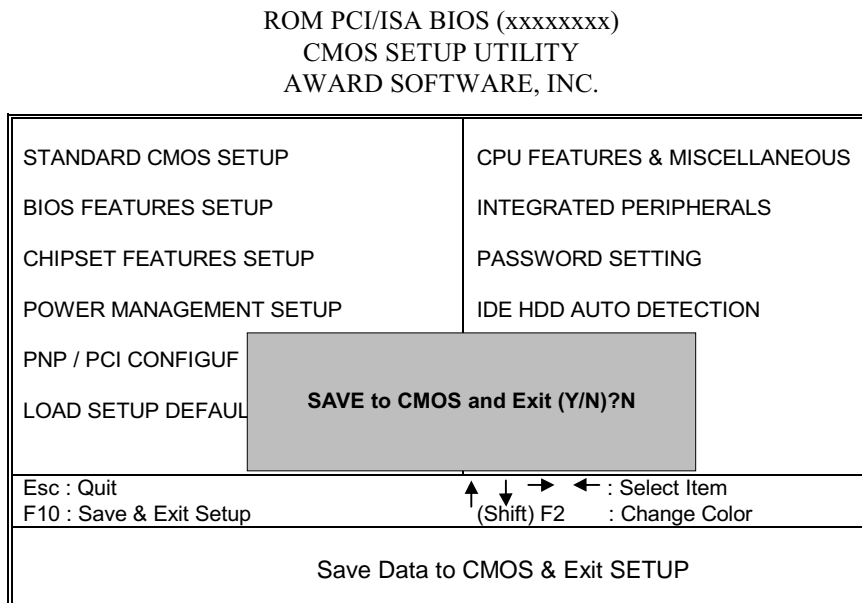 ROM PCI/ISA BIOS (xxxxxxxx)
CMOS SETUP UTILITY
AWARD SOFTWARE, INC.
STANDARD CMOS SETUP
BIOS FEATURES SETUP
CHIPSET FEATURES SETUP
POWER MANAGEMENT SETUP
PNP / PCI CONFIGUF
LOAD SETUP DEFAUL
CPU FEATURES & MISCELLANEOUS
INTEGRATED PERIPHERALS
PASSWORD SETTING
IDE HDD AUTO DETECTION
SAVE to CMOS and Exit (Y/N)?N
Esc : Quit
F10 : Save & Exit Setup
↑ ↓ → ← : Select Item
(Shift) F2 : Change Color
Save Data to CMOS & Exit SETUP